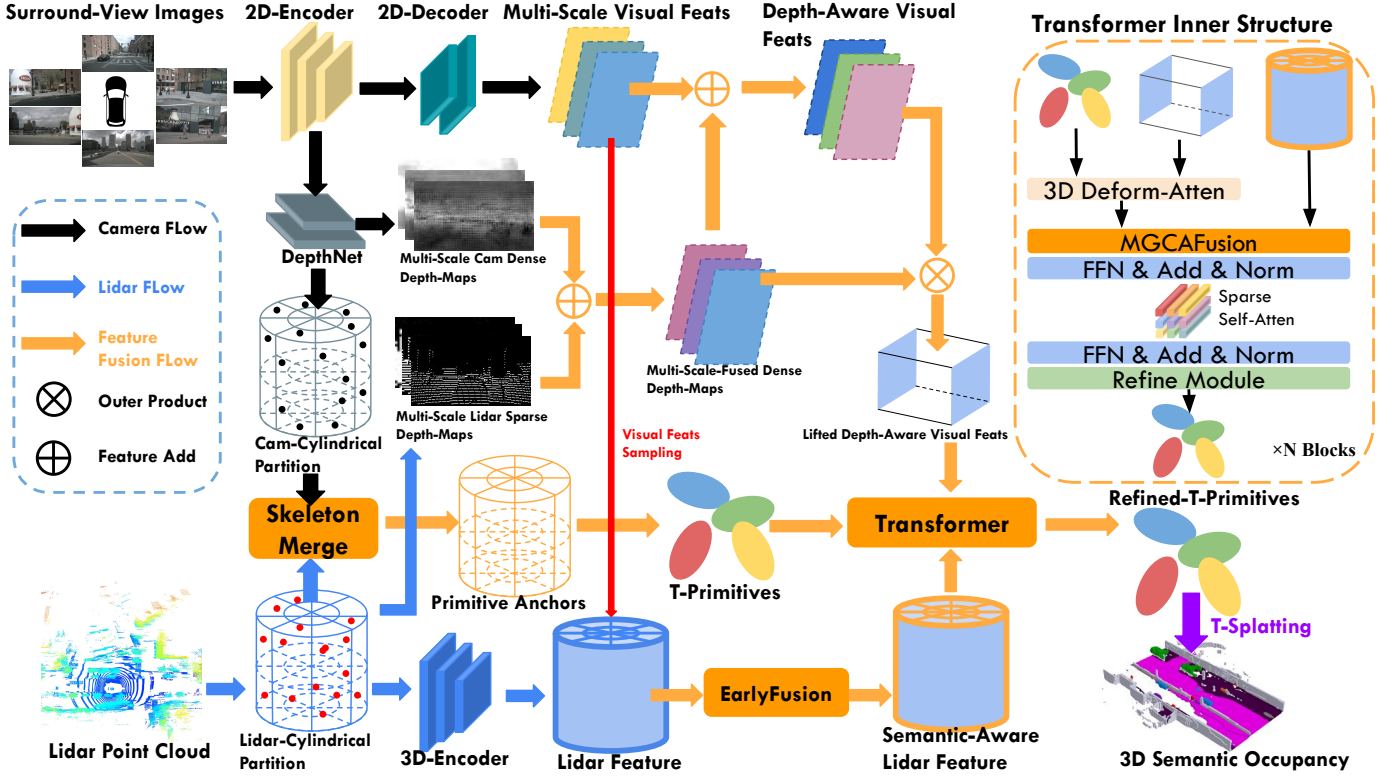 Surround-View Images
2D-Encoder
2D-Decoder
Multi-Scale Visual Feats
Depth-Aware Visual
Feats
Transformer Inner Structure
3D Deform-Atten
MGCAFusion
FFN & Add & Norm
Sparse
Self-Atten
FFN & Add & Norm
Refine Module
×N Blocks
Camera FLow
Lidar FLow
Feature
Fusion FLow
Outer Product
Feature Add
DepthNet
Multi-Scale Cam Dense
Depth-Maps
Multi-Scale Lidar Sparse
Depth-Maps
Multi-Scale-Fused Dense
Depth-Maps
Lifted Depth-Aware Visual Feats
Cam-Cylindrical
Partition
Visual Feats
Sampling
Skeleton
Merge
Primitive Anchors
T-Primitives
Transformer
Refined-T-Primitives
T-Splatting
Lidar Point Cloud
Lidar-Cylindrical
Partition
3D-Encoder
Lidar Feature
EarlyFusion
Semantic-Aware
Lidar Feature
3D Semantic Occupancy